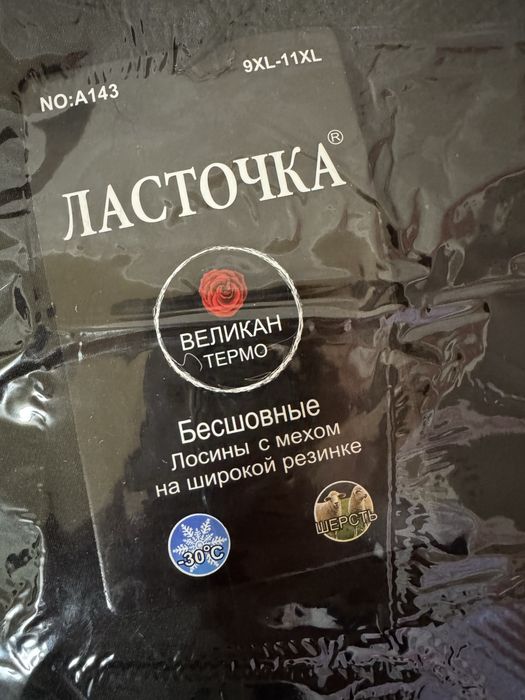 NO:A143
9XL-11XL
ЛАСТОЧКА®
ВЕЛИКАН
ТЕРМО
Бесшовные
Лосины с мехом
на широкой резинке
-30°C
ШЕРСТЬ